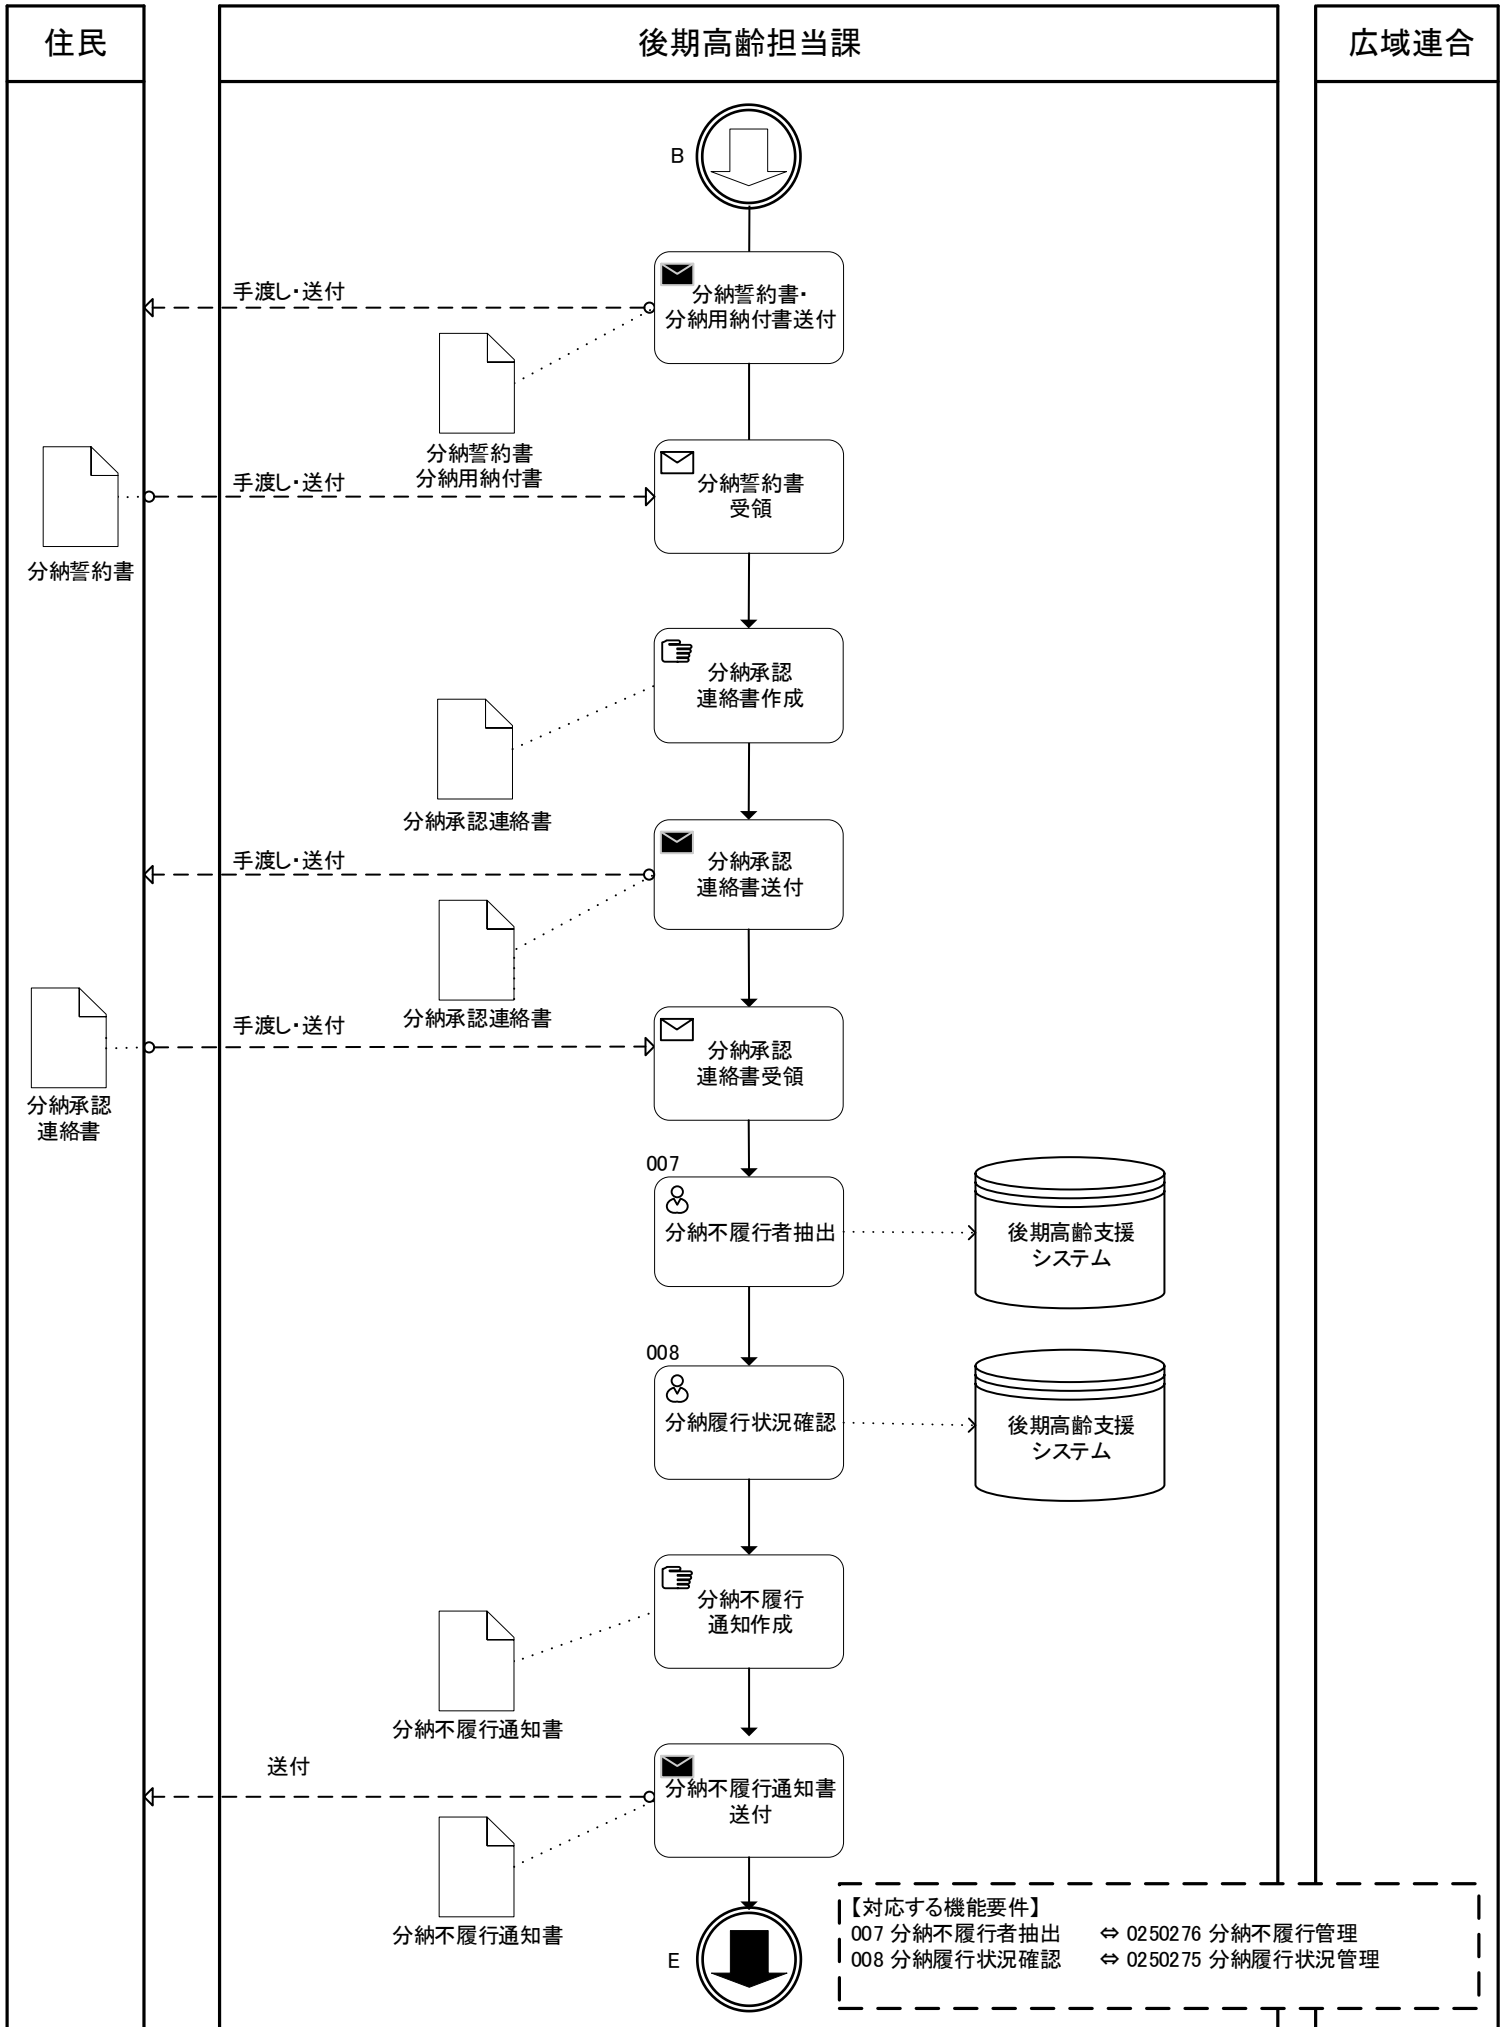 住民
後期高齢担当課
広域連合
B
手渡し・送付
分納誓約書・
分納用納付書送付
分納誓約書
分納用納付書
手渡し・送付
分納誓約書
受領
分納誓約書
分納承認
連絡書作成
分納承認連絡書
手渡し・送付
分納承認
連絡書送付
分納承認連絡書
手渡し・送付
分納承認
連絡書受領
分納承認
連絡書
007
分納不履行者抽出
後期高齢支援
システム
008
分納履行状況確認
後期高齢支援
システム
分納不履行
通知作成
分納不履行通知書
送付
分納不履行通知書
送付
分納不履行通知書
E
【対応する機能要件】
007 分納不履行者抽出 ⇔ 0250276 分納不履行管理
008 分納履行状況確認 ⇔ 0250275 分納履行状況管理